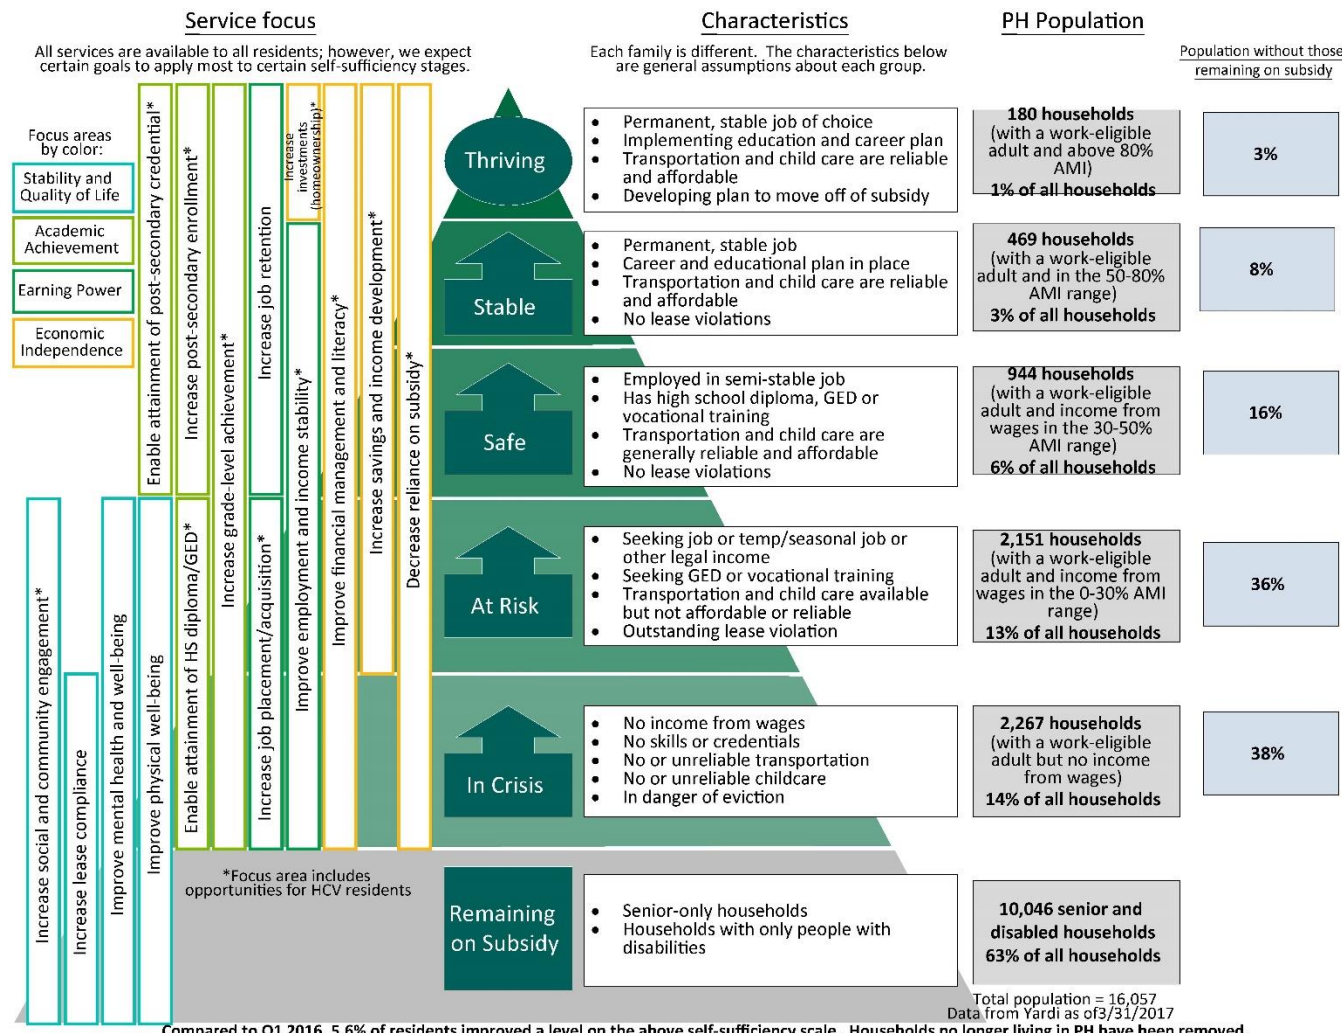 Service focus
All services are available to all residents; however, we expect
certain goals to apply most to certain self-sufficiency stages.
Characteristics
Each family is different.  The characteristics below
are general assumptions about each group.
PH Population
Population without those
remaining on subsidy
Focus areas
by color:
Stability and
Quality of Life
Academic
Achievement
Earning Power
Economic
Independence
Increase social and community engagement*
Increase lease compliance
Improve mental health and well-being
Improve physical well-being
Enable attainment of post-secondary credential*
Increase post-secondary enrollment*
Enable attainment of HS diploma/GED*
Increase grade-level achievement*
Increase job retention
Increase job placement/acquisition*
Increase
investments
(homeownership)*
Improve employment and income stability*
Improve financial management and literacy*
Increase savings and income development*
Decrease reliance on subsidy*
*Focus area includes
opportunities for HCV residents
Thriving
• Permanent, stable job of choice
• Implementing education and career plan
• Transportation and child care are reliable
and affordable
• Developing plan to move off of subsidy
180 households
(with a work-eligible
adult and above 80%
AMI)
1% of all households
3%
Stable
• Permanent, stable job
• Career and educational plan in place
• Transportation and child care are reliable
and affordable
• No lease violations
469 households
(with a work-eligible
adult and in the 50-80%
AMI range)
3% of all households
8%
Safe
• Employed in semi-stable job
• Has high school diploma, GED or
vocational training
• Transportation and child care are
generally reliable and affordable
• No lease violations
944 households
(with a work-eligible
adult and income from
wages in the 30-50%
AMI range)
6% of all households
16%
At Risk
• Seeking job or temp/seasonal job or
other legal income
• Seeking GED or vocational training
• Transportation and child care available
but not affordable or reliable
• Outstanding lease violation
2,151 households
(with a work-eligible
adult and income from
wages in the 0-30% AMI
range)
13% of all households
36%
In Crisis
• No income from wages
• No skills or credentials
• No or unreliable transportation
• No or unreliable childcare
• In danger of eviction
2,267 households
(with a work-eligible
adult but no income
from wages)
14% of all households
38%
Remaining
on Subsidy
• Senior-only households
• Households with only people with
disabilities
10,046 senior and
disabled households
63% of all households
Total population = 16,057
Data from Yardi as of3/31/2017
Compared to Q1 2016, 5.6% of residents improved a level on the above self-sufficiency scale.  Households no longer living in PH have been removed